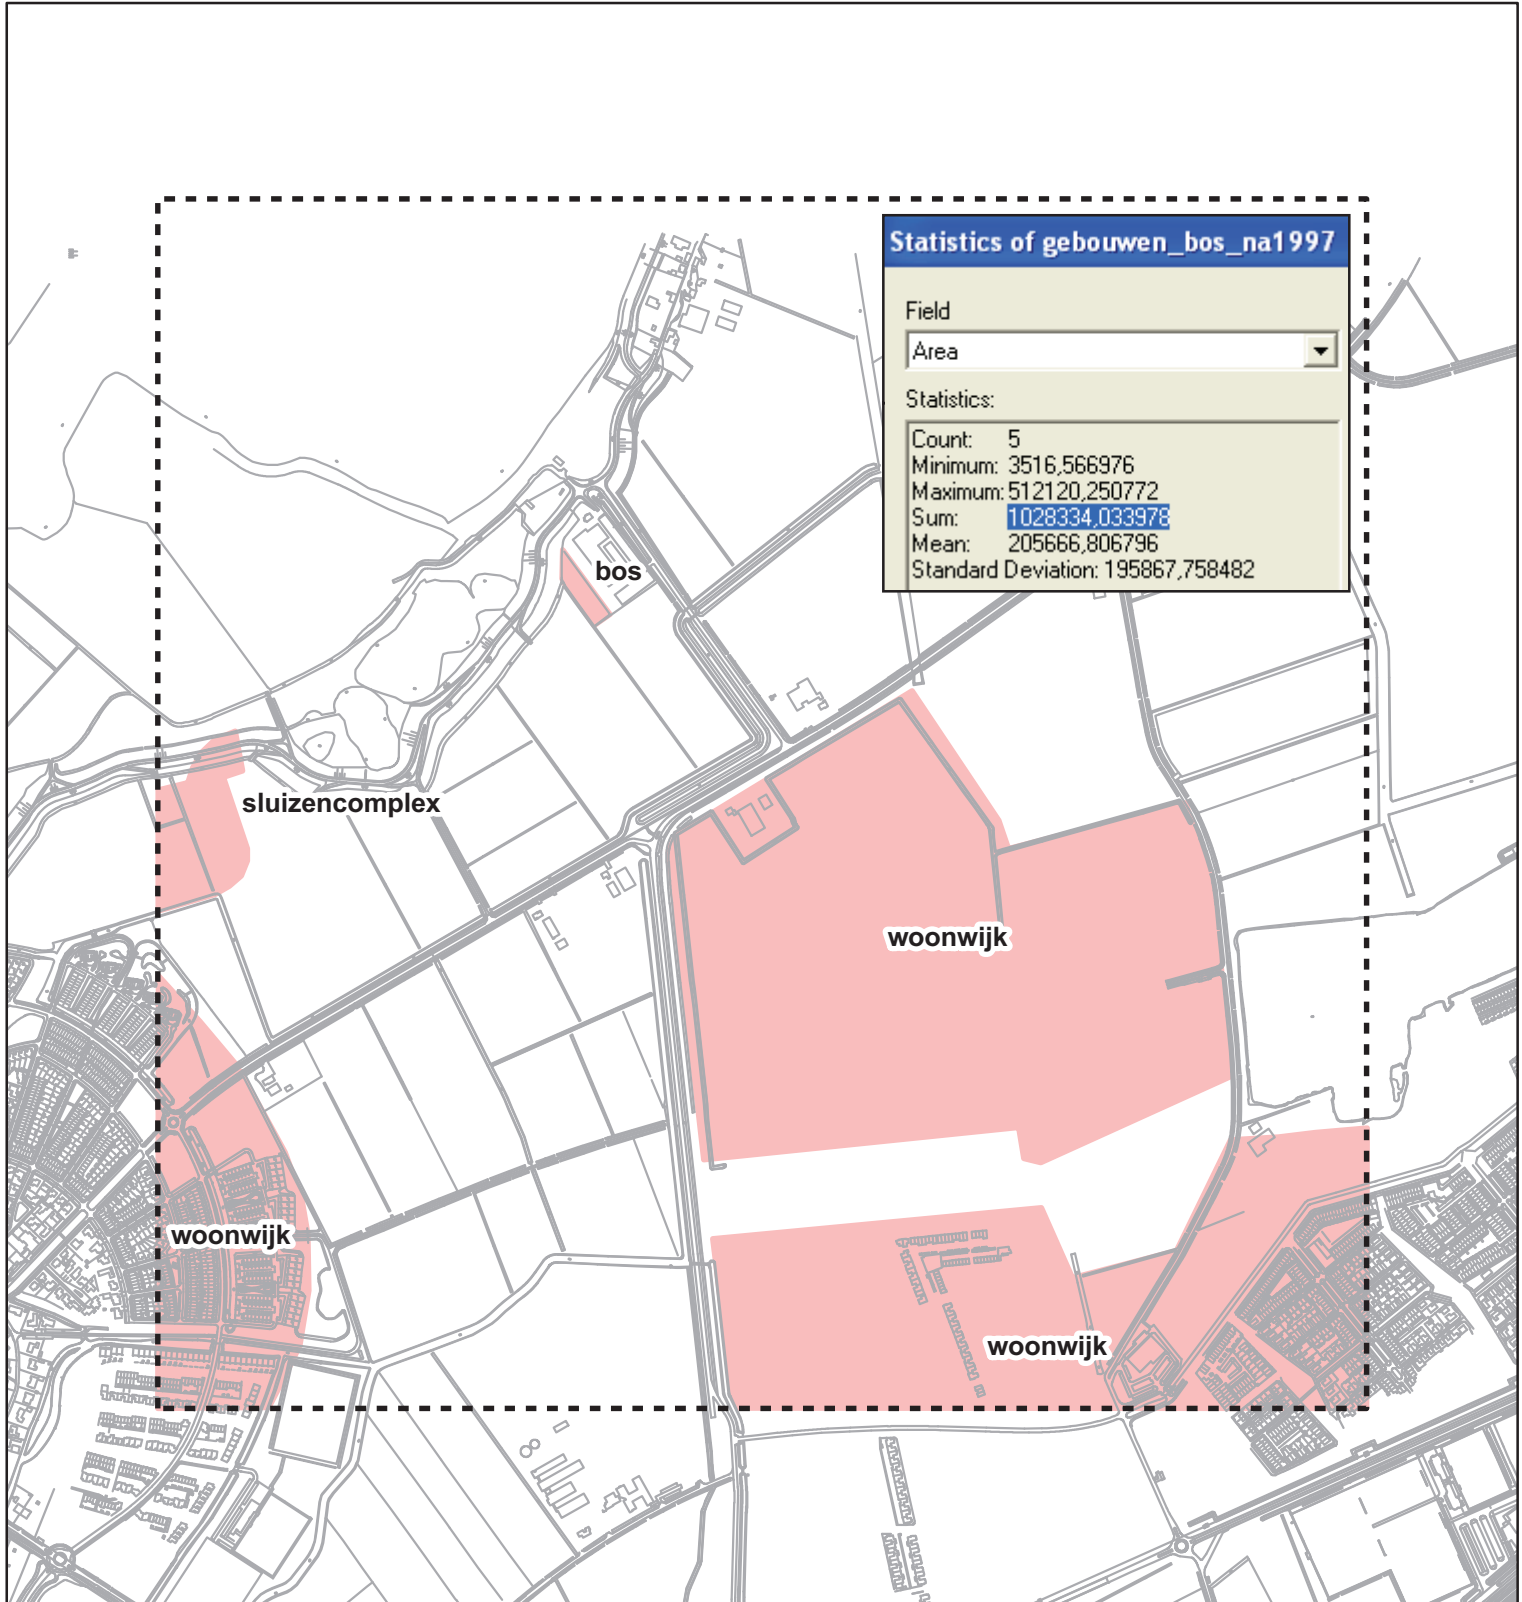 Statistics of gebouwen_bos_na1997
Field
Area
Statistics:
Count: 5
Minimum: 3516,566976
Maximum: 512120,250772
Sum: 1028334,033978
Mean: 205666,806796
Standard Deviation: 195867,758482
bos
sluizencomplex
woonwijk
woonwijk
woonwijk